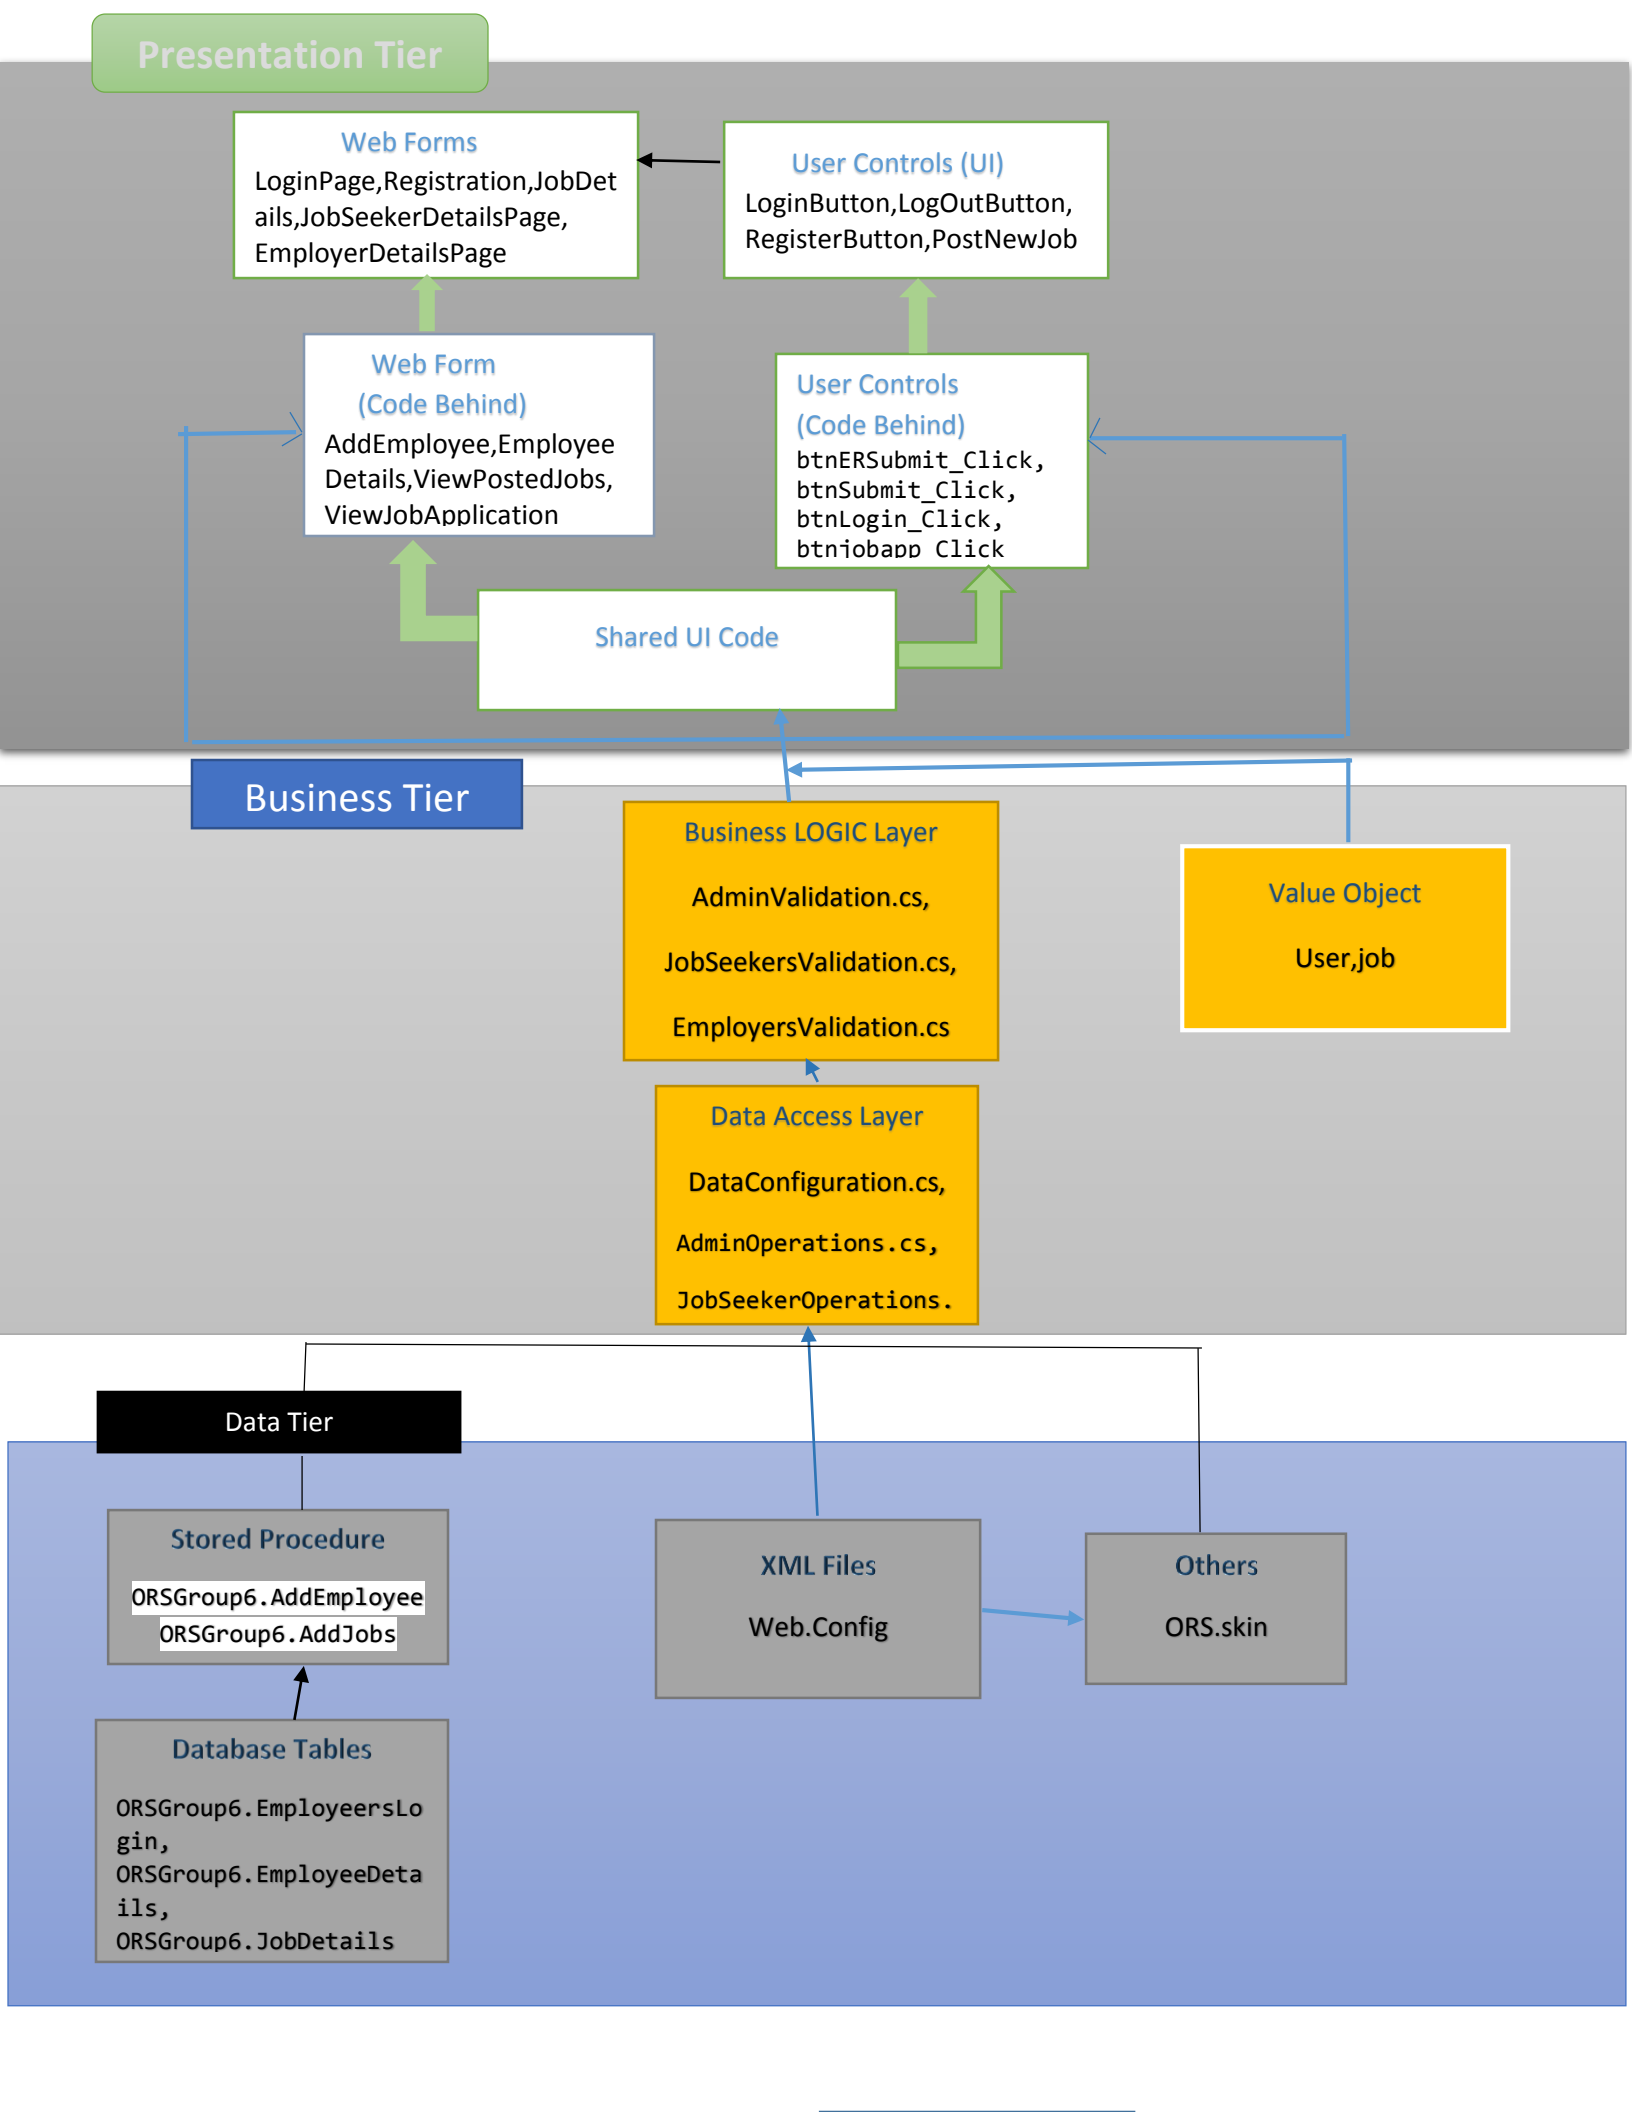 Presentation Tier
Web Forms
LoginPage,Registration,JobDet
ails,JobSeekerDetailsPage,
EmployerDetailsPage
User Controls (UI)
LoginButton,LogOutButton,
RegisterButton,PostNewJob
Web Form
(Code Behind)
AddEmployee,Employee
Details,ViewPostedJobs,
ViewJobApplication
User Controls
(Code Behind)
btnERSubmit_Click,
btnSubmit_Click,
btnLogin_Click,
btnjobapp_Click
Shared UI Code
Business Tier
Business LOGIC Layer
AdminValidation.cs,
JobSeekersValidation.cs,
EmployersValidation.cs
Value Object
User,job
Data Access Layer
DataConfiguration.cs,
AdminOperations.cs,
JobSeekerOperations.
Data Tier
Stored Procedure
ORSGroup6.AddEmployee
ORSGroup6.AddJobs
XML Files
Web.Config
Others
ORS.skin
Database Tables
ORSGroup6.EmployeersLo
gin,
ORSGroup6.EmployeeDeta
ils,
ORSGroup6.JobDetails